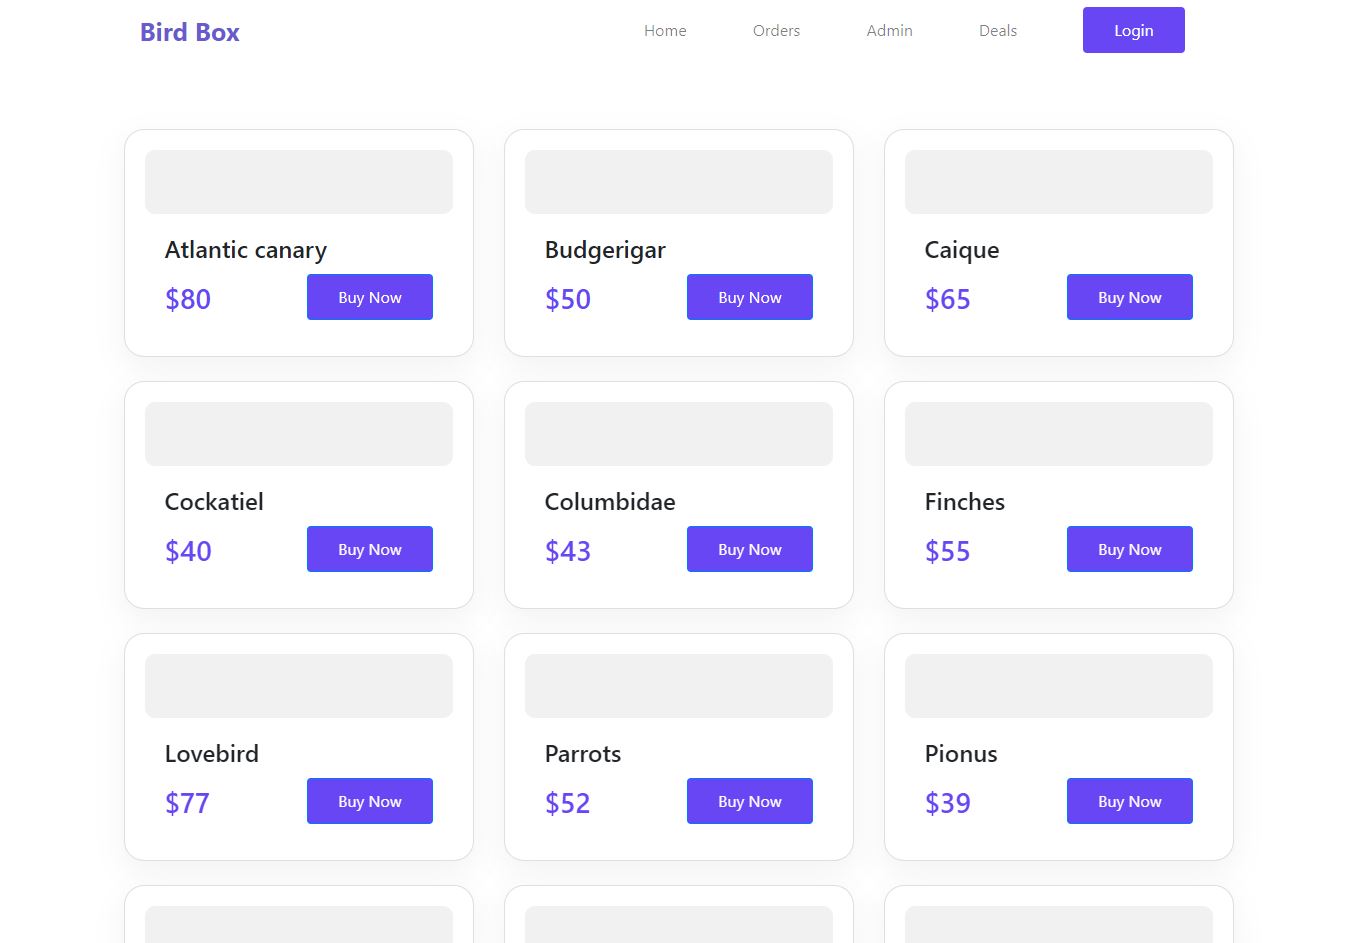 Bird Box
Home Orders Admin Deals Login
Atlantic canary
$80 Buy Now
Budgerigar
$50 Buy Now
Caique
$65 Buy Now
Cockatiel
$40 Buy Now
Columbidae
$43 Buy Now
Finches
$55 Buy Now
Lovebird
$77 Buy Now
Parrots
$52 Buy Now
Pionus
$39 Buy Now